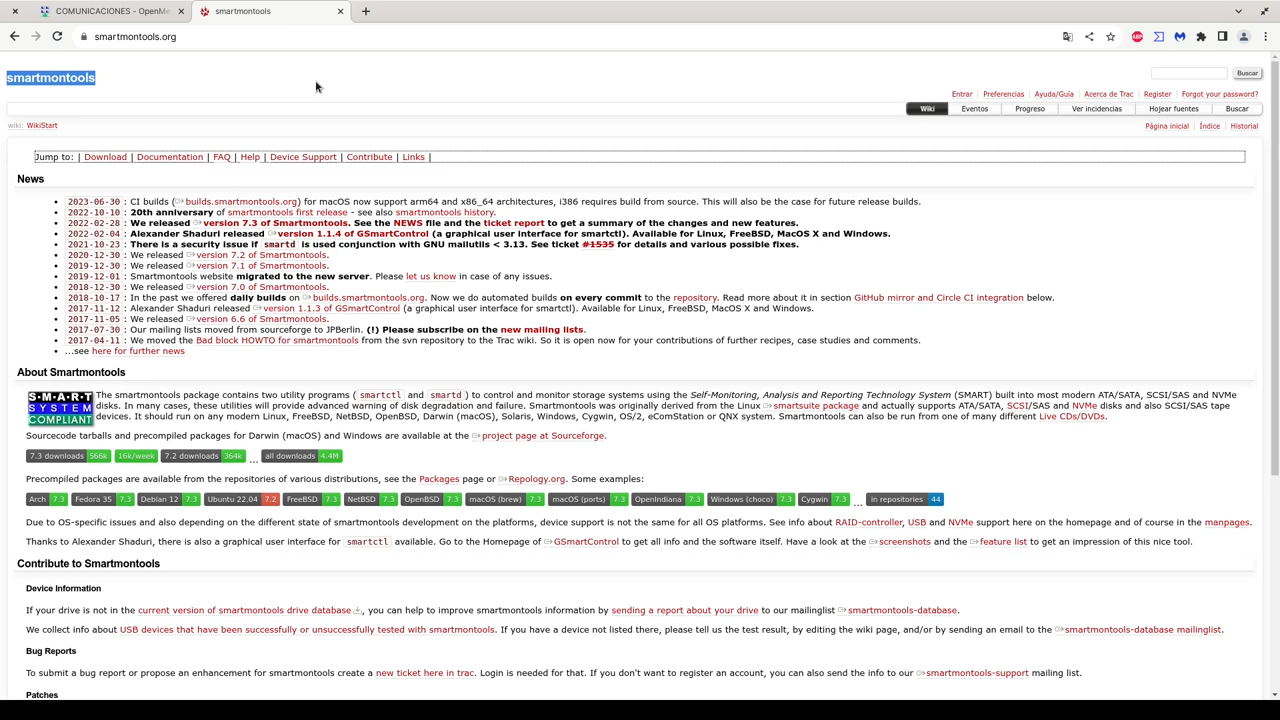 COMUNICACIONES - OpenMe
smartmontools
smartmontools.org
ABP
smartmontools
Buscar
Entrar Preferencias Ayuda/Guía Acerca de Trac Register Forgot your password?
Wiki Eventos Progreso Ver incidencias Hojear fuentes Buscar
wiki: WikiStart
Página inicial Índice Historial
Jump to: | Download | Documentation | FAQ | Help | Device Support | Contribute | Links |
News
2023-06-30 : CI builds (builds.smartmontools.org) for macOS now support arm64 and x86_64 architectures, i386 requires build from source. This will also be the case for future release builds.
2022-10-10 : 20th anniversary of smartmontools first release - see also smartmontools history.
2022-02-28 : We released version 7.3 of Smartmontools. See the NEWS file and the ticket report to get a summary of the changes and new features.
2022-02-04 : Alexander Shaduri released version 1.1.4 of GSmartControl (a graphical user interface for smartctl). Available for Linux, FreeBSD, MacOS X and Windows.
2021-10-23 : There is a security issue if smartd is used conjunction with GNU mailutils < 3.13. See ticket #1535 for details and various possible fixes.
2020-12-30 : We released version 7.2 of Smartmontools.
2019-12-30 : We released version 7.1 of Smartmontools.
2019-12-01 : Smartmontools website migrated to the new server. Please let us know in case of any issues.
2018-12-30 : We released version 7.0 of Smartmontools.
2018-10-17 : In the past we offered daily builds on builds.smartmontools.org. Now we do automated builds on every commit to the repository. Read more about it in section GitHub mirror and Circle CI integration below.
2017-11-12 : Alexander Shaduri released version 1.1.3 of GSmartControl (a graphical user interface for smartctl). Available for Linux, FreeBSD, MacOS X and Windows.
2017-11-05 : We released version 6.6 of Smartmontools.
2017-07-30 : Our mailing lists moved from sourceforge to JPBerlin. (!) Please subscribe on the new mailing lists.
2017-04-11 : We moved the Bad block HOWTO for smartmontools from the svn repository to the Trac wiki. So it is open now for your contributions of further recipes, case studies and comments.
...see here for further news
About Smartmontools
S·M·A·R·T
SYSTEM
COMPLIANT
The smartmontools package contains two utility programs (smartctl and smartd) to control and monitor storage systems using the Self-Monitoring, Analysis and Reporting Technology System (SMART) built into most modern ATA/SATA, SCSI/SAS and NVMe
disks. In many cases, these utilities will provide advanced warning of disk degradation and failure. Smartmontools was originally derived from the Linux smartsuite package and actually supports ATA/SATA, SCSI/SAS and NVMe disks and also SCSI/SAS tape
devices. It should run on any modern Linux, FreeBSD, NetBSD, OpenBSD, Darwin (macOS), Solaris, Windows, Cygwin, OS/2, eComStation or QNX system. Smartmontools can also be run from one of many different Live CDs/DVDs.
Sourcecode tarballs and precompiled packages for Darwin (macOS) and Windows are available at the project page at Sourceforge.
7.3 downloads 566k 16k/week 7.2 downloads 364k ... all downloads 4.4M
Precompiled packages are available from the repositories of various distributions, see the Packages page or Repology.org. Some examples:
Arch 7.3 Fedora 35 7.3 Debian 12 7.3 Ubuntu 22.04 7.2 FreeBSD 7.3 NetBSD 7.3 OpenBSD 7.3 macOS (brew) 7.3 macOS (ports) 7.3 OpenIndiana 7.3 Windows (choco) 7.3 Cygwin 7.3 ... in repositories 44
Due to OS-specific issues and also depending on the different state of smartmontools development on the platforms, device support is not the same for all OS platforms. See info about RAID-controller, USB and NVMe support here on the homepage and of course in the manpages.
Thanks to Alexander Shaduri, there is also a graphical user interface for smartctl available. Go to the Homepage of GSmartControl to get all info and the software itself. Have a look at the screenshots and the feature list to get an impression of this nice tool.
Contribute to Smartmontools
Device Information
If your drive is not in the current version of smartmontools drive database, you can help to improve smartmontools information by sending a report about your drive to our mailinglist smartmontools-database.
We collect info about USB devices that have been successfully or unsuccessfully tested with smartmontools. If you have a device not listed there, please tell us the test result, by editing the wiki page, and/or by sending an email to the smartmontools-database mailinglist.
Bug Reports
To submit a bug report or propose an enhancement for smartmontools create a new ticket here in trac. Login is needed for that. If you don't want to register an account, you can also send the info to our smartmontools-support mailing list.
Patches